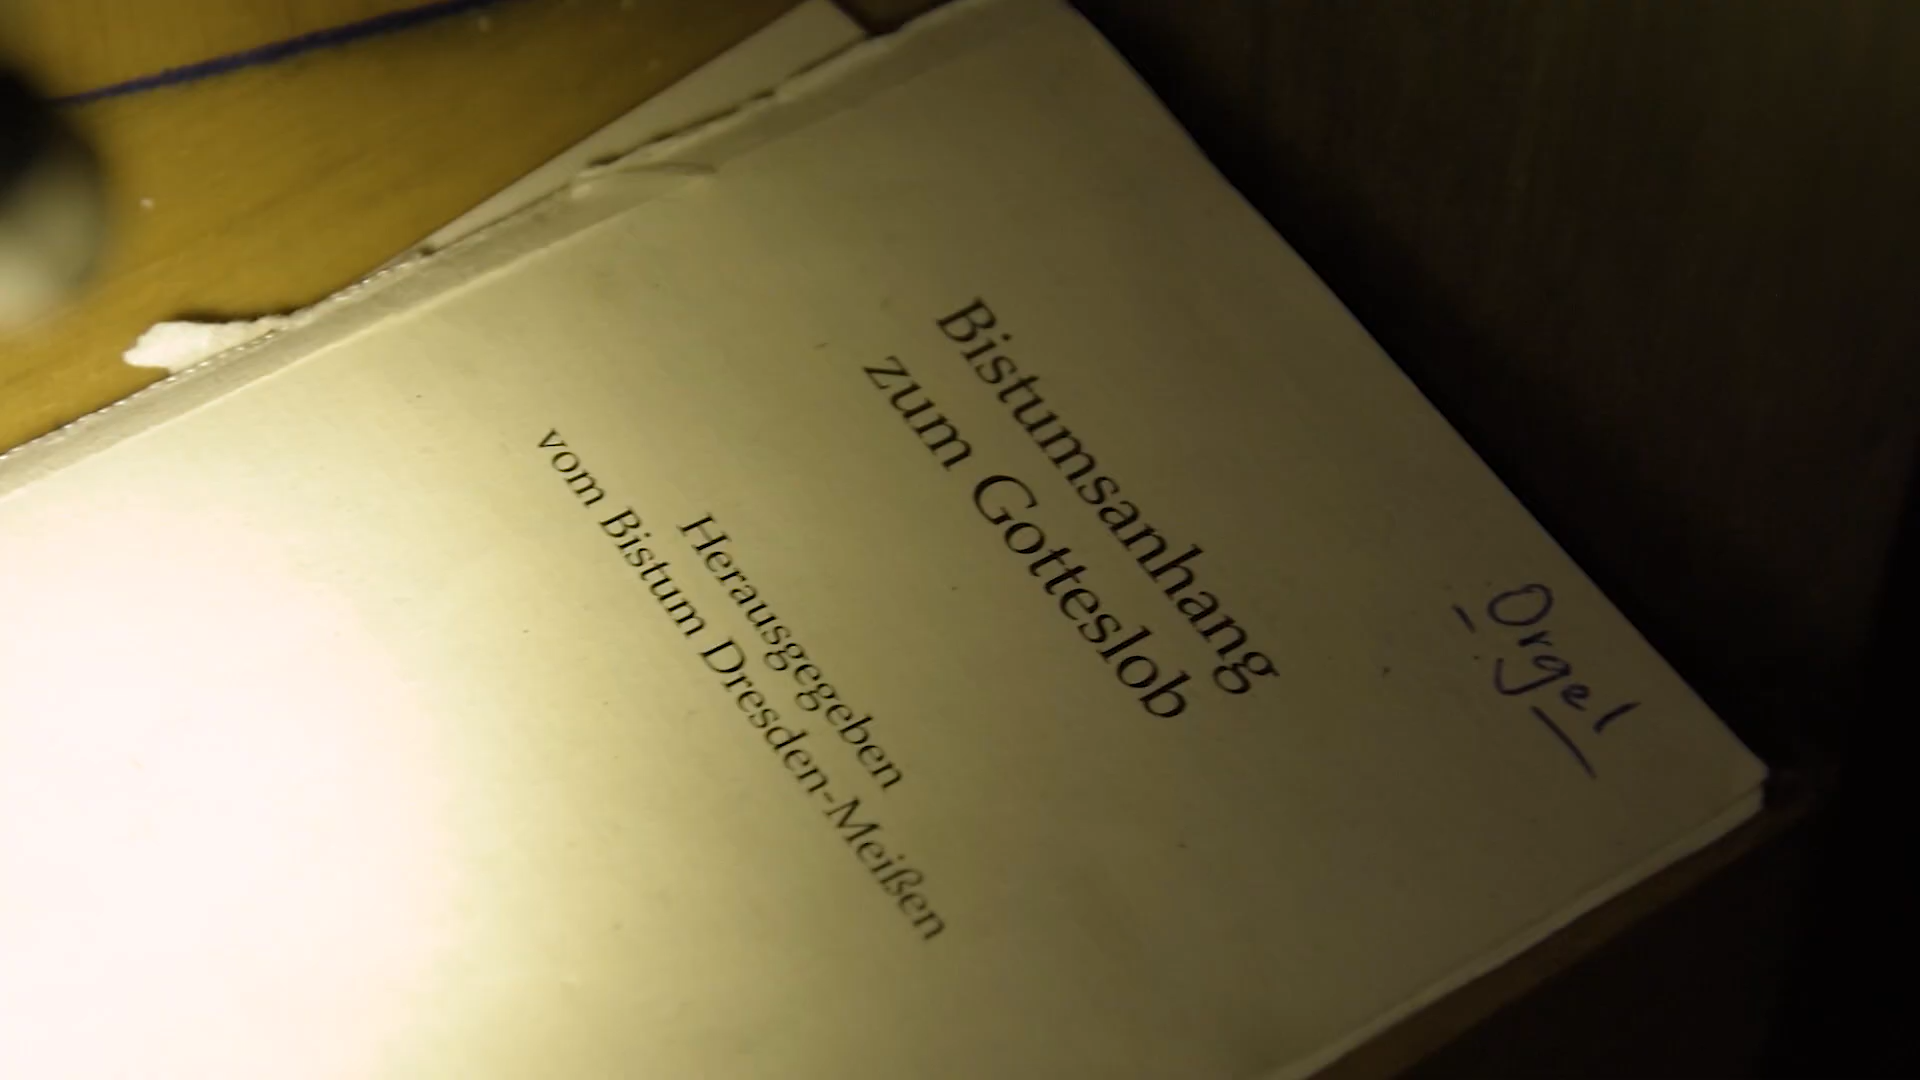 Orgel
Bistumsanhang
zum Gotteslob
Herausgegeben
vom Bistum Dresden-Meißen